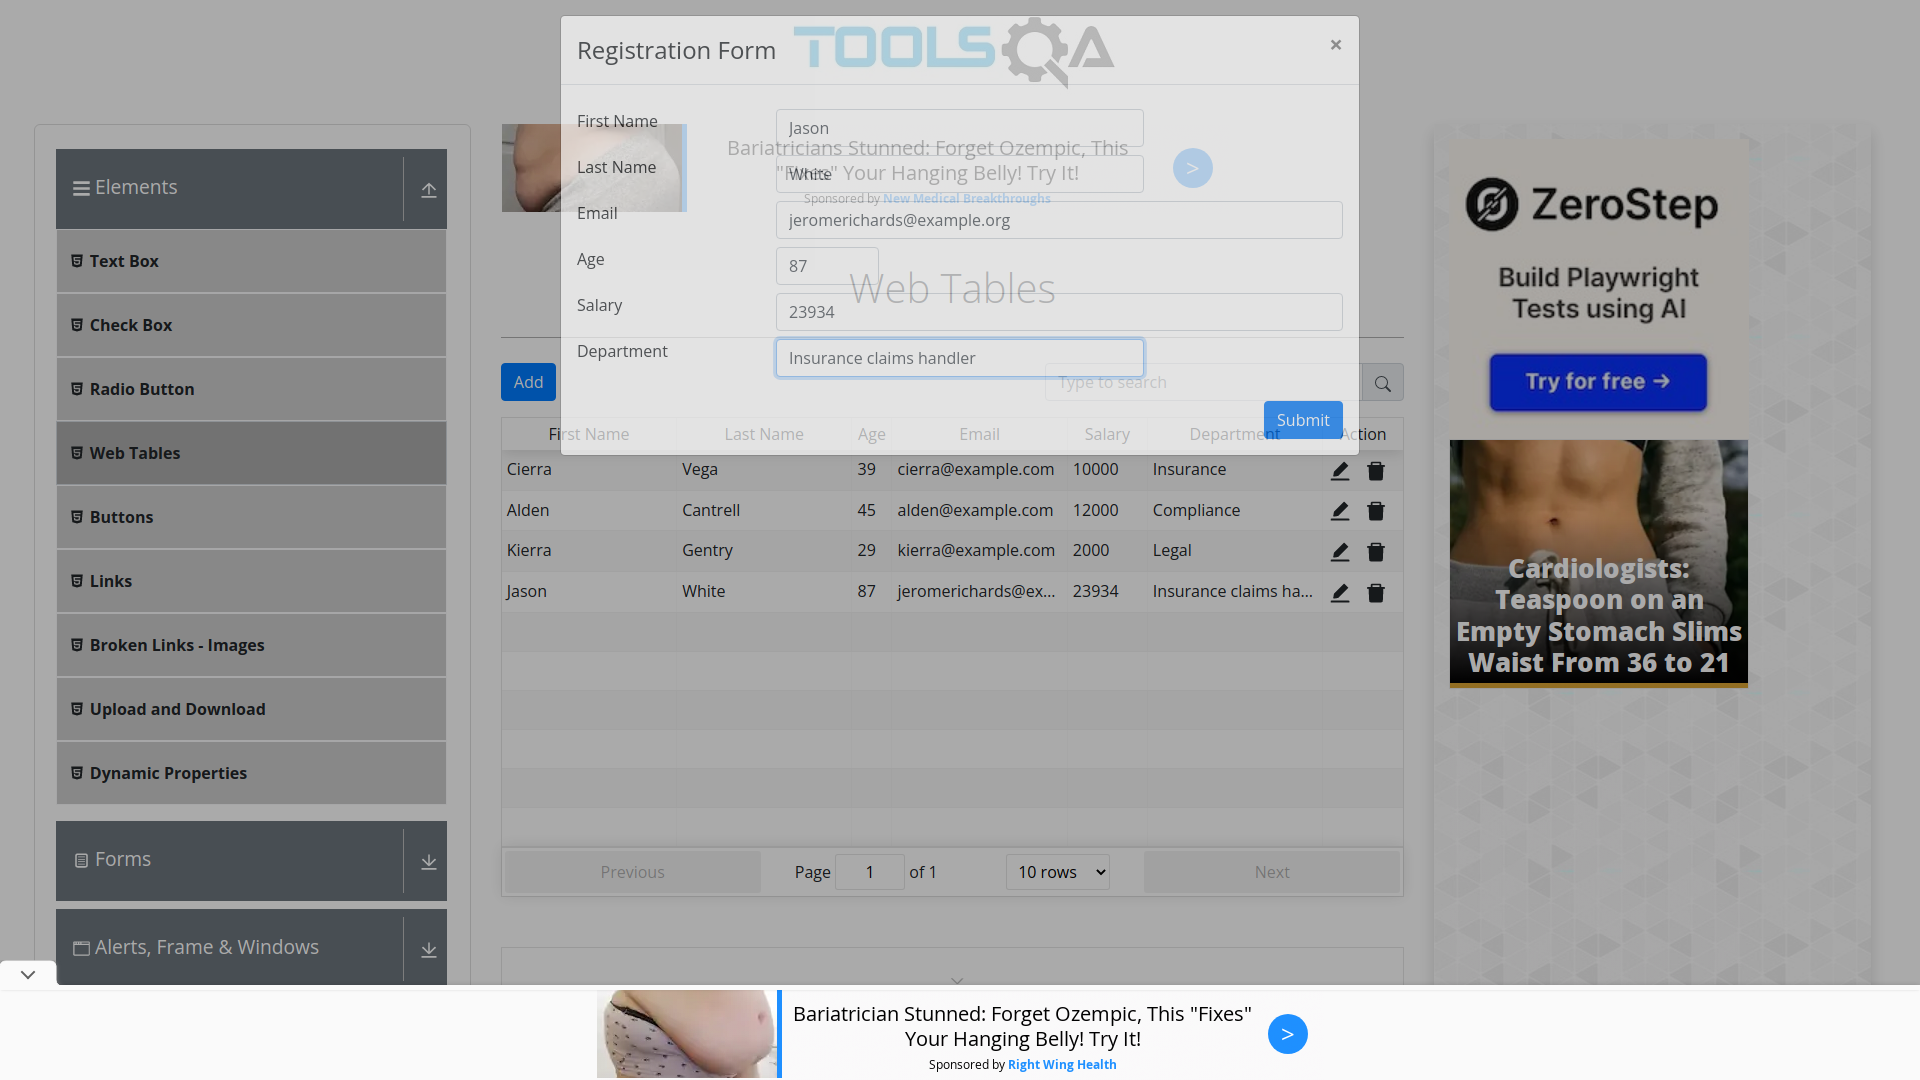 Registration Form
TOOLSQA
×
First Name
Jason
Last Name
White
Email
jeromerichards@example.org
Age
87
Salary
23934
Department
Insurance claims handler
Submit
Bariatricians Stunned: Forget Ozempic, This
"Fixes" Your Hanging Belly! Try It!
Sponsored by New Medical Breakthroughs
>
Web Tables
Add
Type to search
First Name Last Name Age Email Salary Department Action
Cierra Vega 39 cierra@example.com 10000 Insurance
Alden Cantrell 45 alden@example.com 12000 Compliance
Kierra Gentry 29 kierra@example.com 2000 Legal
Jason White 87 jeromerichards@ex... 23934 Insurance claims ha...
Previous
Page 1 of 1
10 rows
Next
Elements
Text Box
Check Box
Radio Button
Web Tables
Buttons
Links
Broken Links - Images
Upload and Download
Dynamic Properties
Forms
Alerts, Frame & Windows
ZeroStep
Build Playwright
Tests using AI
Try for free →
Cardiologists:
Teaspoon on an
Empty Stomach Slims
Waist From 36 to 21
Bariatrician Stunned: Forget Ozempic, This "Fixes"
Your Hanging Belly! Try It!
Sponsored by Right Wing Health
>